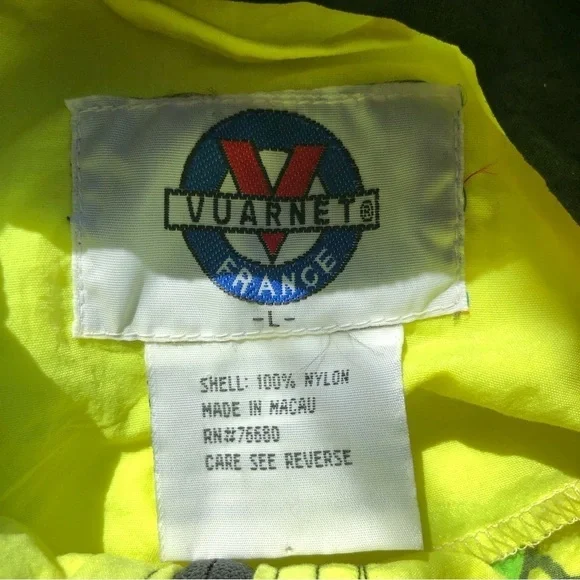 V
VUARNET®
FRANCE
-L-
SHELL: 100% NYLON
MADE IN MACAU
RN#76680
CARE SEE REVERSE